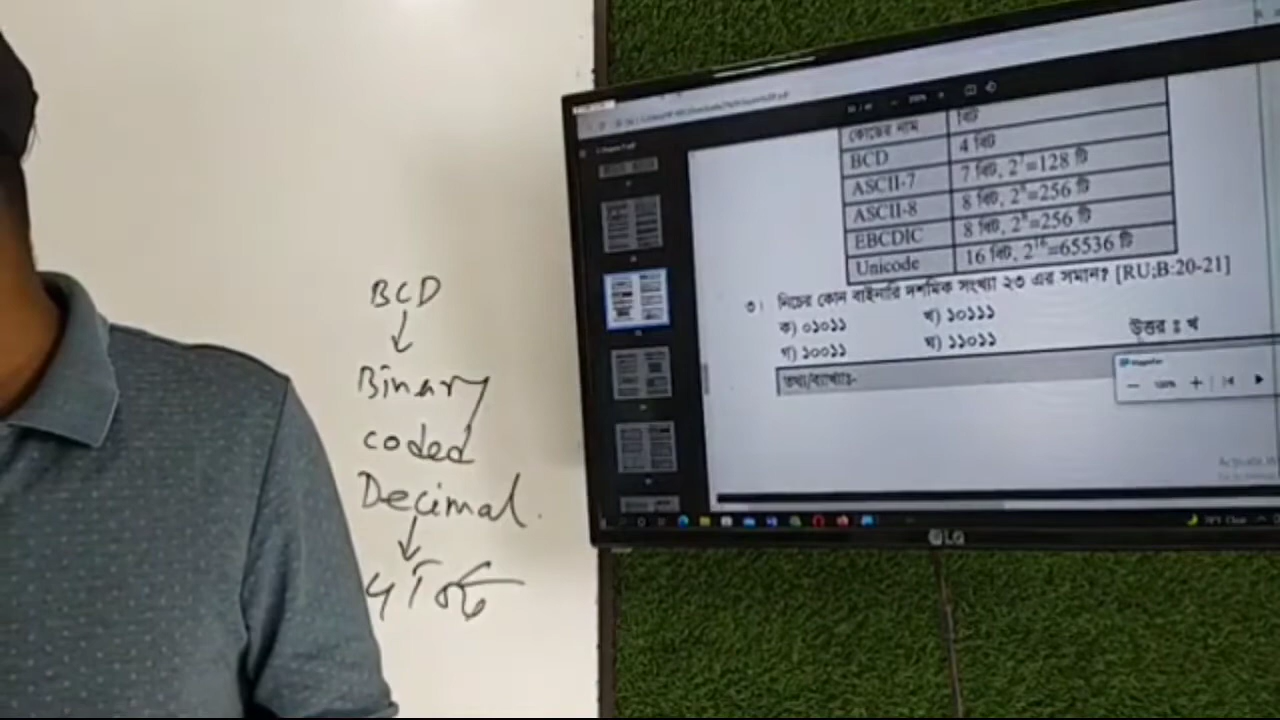 BCD
Binary
coded
Decimal.
কোডের নাম বিট
BCD 4 বিট
ASCII-7 7 বিট, 2⁷=128 টি
ASCII-8 8 বিট, 2⁸=256 টি
EBCDIC 8 বিট, 2⁸=256 টি
Unicode 16 বিট, 2¹⁶=65536 টি
৩। নিচের কোন বাইনারি দশমিক সংখ্যা ২৩ এর সমান? [RU;B:20-21]
ক) ০১০১১ খ) ১০১১১
গ) ১০০১১ ঘ) ১১০১১ উত্তর ঃ খ
তথ্য/ব্যাখ্যাঃ-
LG